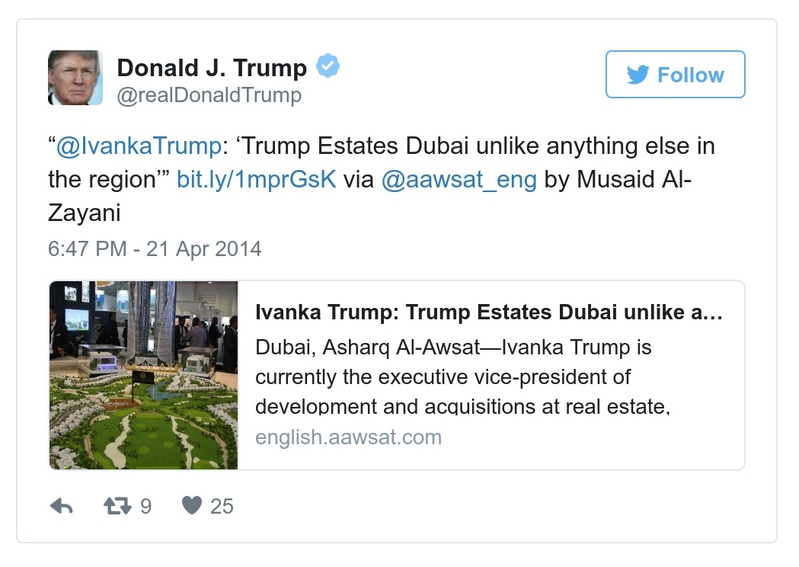 Donald J. Trump
@realDonaldTrump
Follow
“@IvankaTrump: ‘Trump Estates Dubai unlike anything else in
the region’” bit.ly/1mprGsK via @aawsat_eng by Musaid Al-
Zayani
6:47 PM - 21 Apr 2014
Ivanka Trump: Trump Estates Dubai unlike a...
Dubai, Asharq Al-Awsat—Ivanka Trump is
currently the executive vice-president of
development and acquisitions at real estate,
english.aawsat.com
9
25